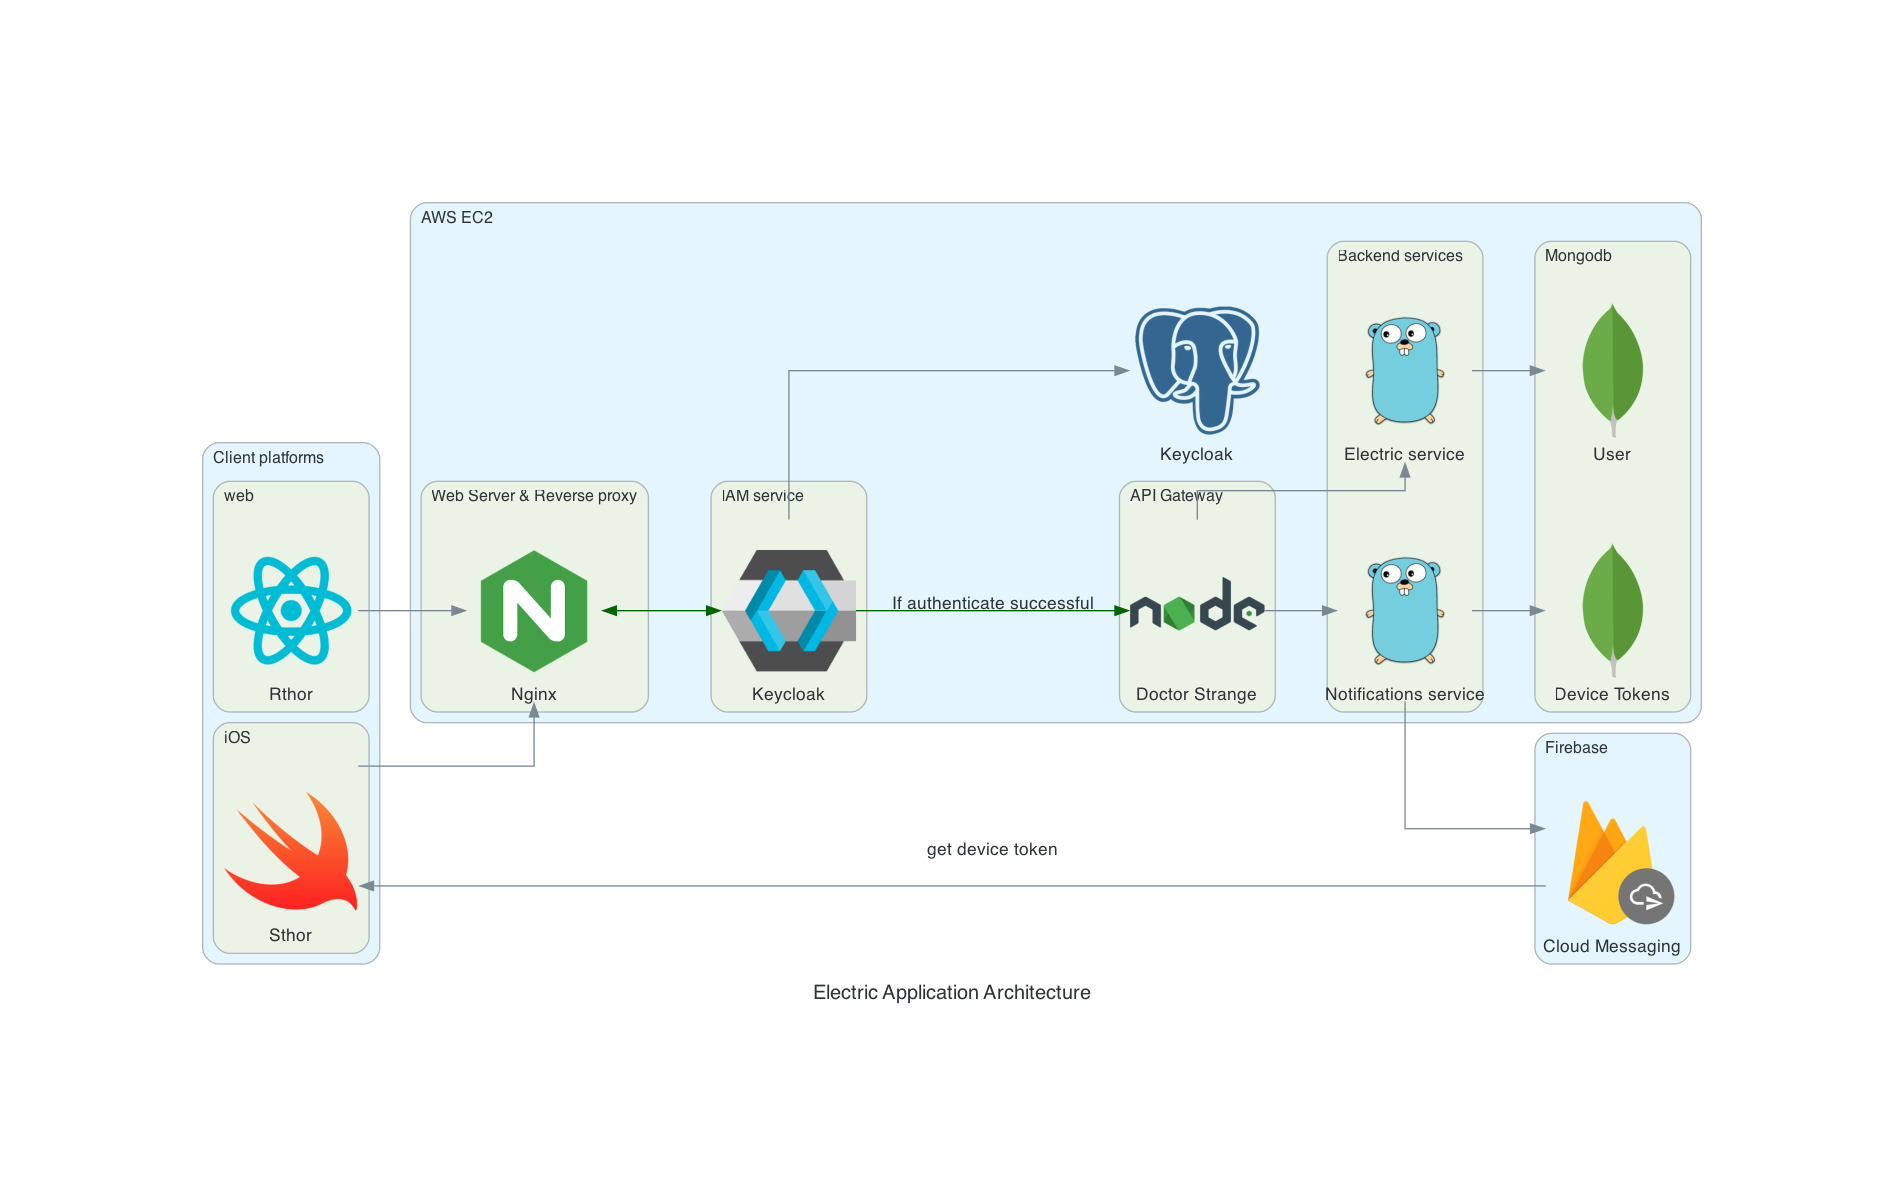 AWS EC2
Backend services
Mongodb
Keycloak
Electric service
User
Client platforms
web
Web Server & Reverse proxy
IAM service
API Gateway
If authenticate successful
node
Rthor
Nginx
Keycloak
Doctor Strange
Notifications service
Device Tokens
iOS
Firebase
get device token
Sthor
Cloud Messaging
Electric Application Architecture